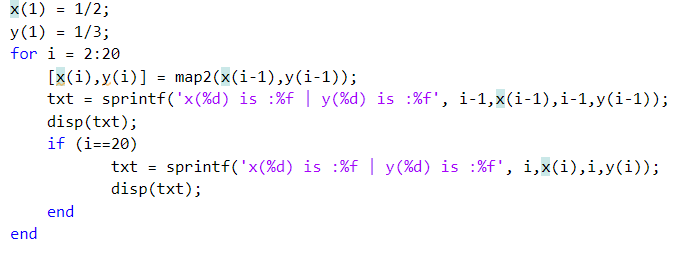 x(1) = 1/2;
y(1) = 1/3;
for i = 2:20
    [x(i),y(i)] = map2(x(i-1),y(i-1));
    txt = sprintf('x(%d) is :%f | y(%d) is :%f', i-1,x(i-1),i-1,y(i-1));
    disp(txt);
    if (i==20)
           txt = sprintf('x(%d) is :%f | y(%d) is :%f', i,x(i),i,y(i));
           disp(txt);
    end
end